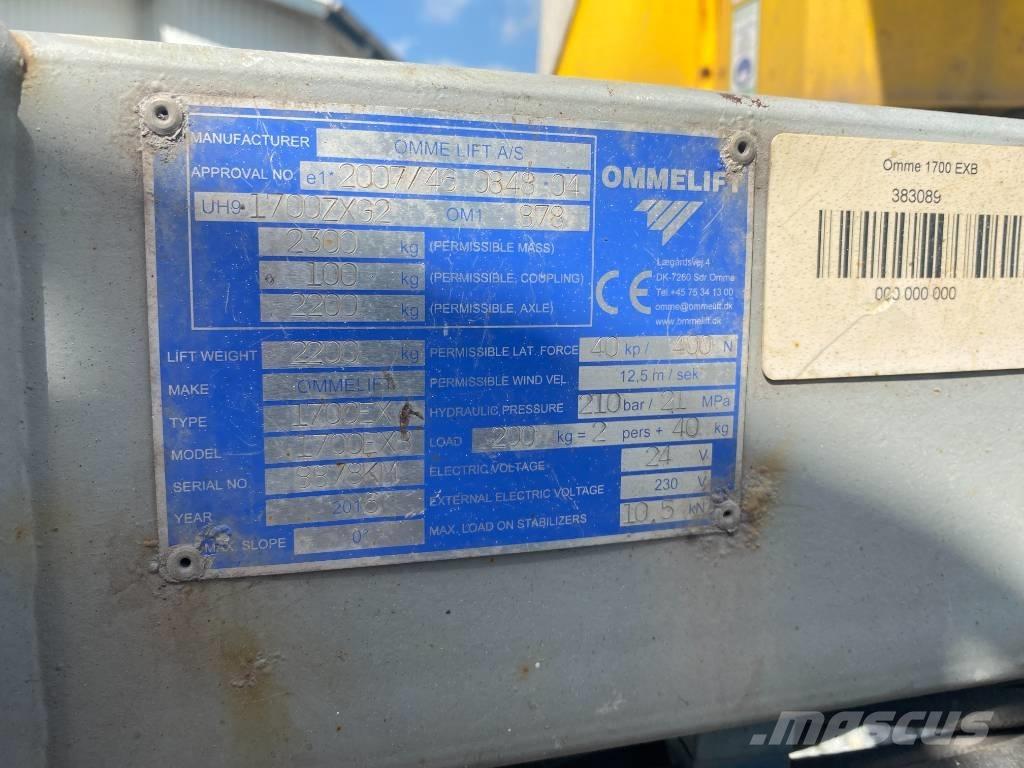 MANUFACTURER OMME LIFT A/S
APPROVAL NO. e1* 2007/46 0348 04
UH9 1700ZXG2 OM1 878
2300 kg (PERMISSIBLE MASS)
100 kg (PERMISSIBLE, COUPLING)
2200 kg (PERMISSIBLE, AXLE)
OMMELIFT
Lægårdsvej 4
DK-7260 Sdr Omme
Tel.+45 75 34 13 00
omme@ommelift.dk
www.ommelift.dk
CE
LIFT WEIGHT 2200 kg
MAKE OMMELIFT
TYPE 1700EX
MODEL 1700EX
SERIAL NO.
YEAR 2016
MAX. SLOPE 0°
PERMISSIBLE LAT. FORCE 40 kp / 400 N
PERMISSIBLE WIND VEL. 12,5 m / sek
HYDRAULIC PRESSURE 210 bar / 21 MPa
LOAD 200 kg = 2 pers + 40 kg
ELECTRIC VOLTAGE 24 V
EXTERNAL ELECTRIC VOLTAGE 230 V
MAX. LOAD ON STABILIZERS 10.5 kN
Omme 1700 EXB
383089
000 000 000
MASCUS